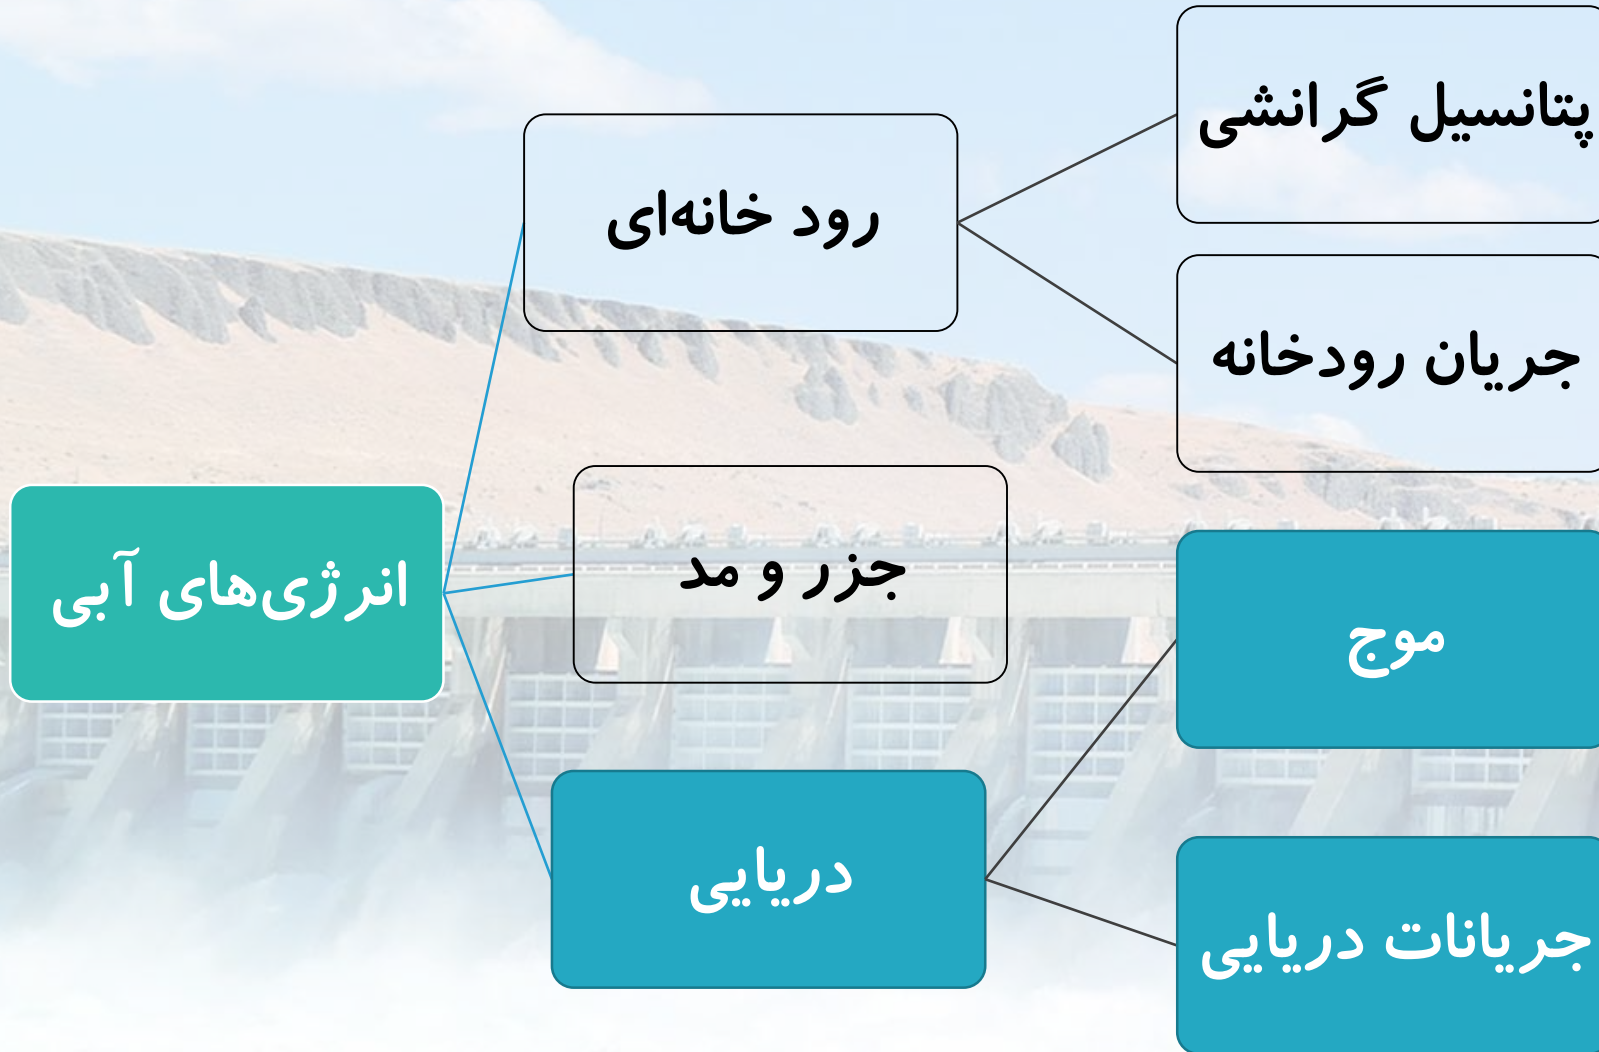 انرژی‌های آبی
رود خانه‌ای
پتانسیل گرانشی
جریان رودخانه
جزر و مد
دریایی
موج
جریانات دریایی